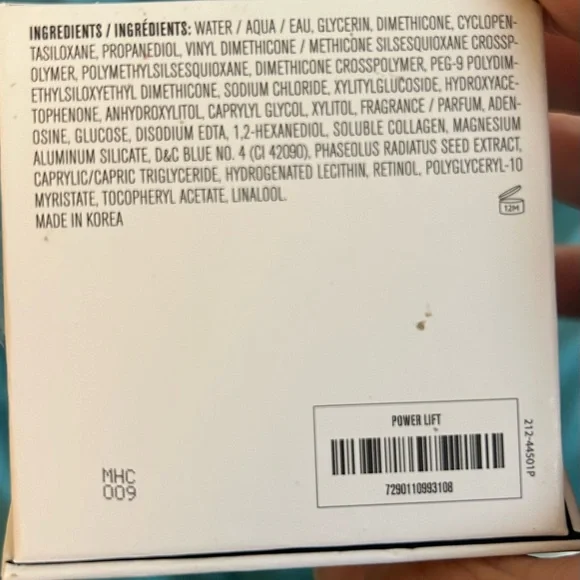 INGREDIENTS / INGRÉDIENTS: WATER / AQUA / EAU, GLYCERIN, DIMETHICONE, CYCLOPEN-
TASILOXANE, PROPANEDIOL, VINYL DIMETHICONE / METHICONE SILSESQUIOXANE CROSSP-
OLYMER, POLYMETHYLSILSESQUIOXANE, DIMETHICONE CROSSPOLYMER, PEG-9 POLYDIM-
ETHYLSILOXYETHYL DIMETHICONE, SODIUM CHLORIDE, XYLITYLGLUCOSIDE, HYDROXYACE-
TOPHENONE, ANHYDROXYLITOL, CAPRYLYL GLYCOL, XYLITOL, FRAGRANCE / PARFUM, ADEN-
OSINE, GLUCOSE, DISODIUM EDTA, 1,2-HEXANEDIOL, SOLUBLE COLLAGEN, MAGNESIUM
ALUMINUM SILICATE, D&C BLUE NO. 4 (CI 42090), PHASEOLUS RADIATUS SEED EXTRACT,
CAPRYLIC/CAPRIC TRIGLYCERIDE, HYDROGENATED LECITHIN, RETINOL, POLYGLYCERYL-10
MYRISTATE, TOCOPHERYL ACETATE, LINALOOL.
MADE IN KOREA
12M
POWER LIFT
7290110993108
212-44501P
MHC
009